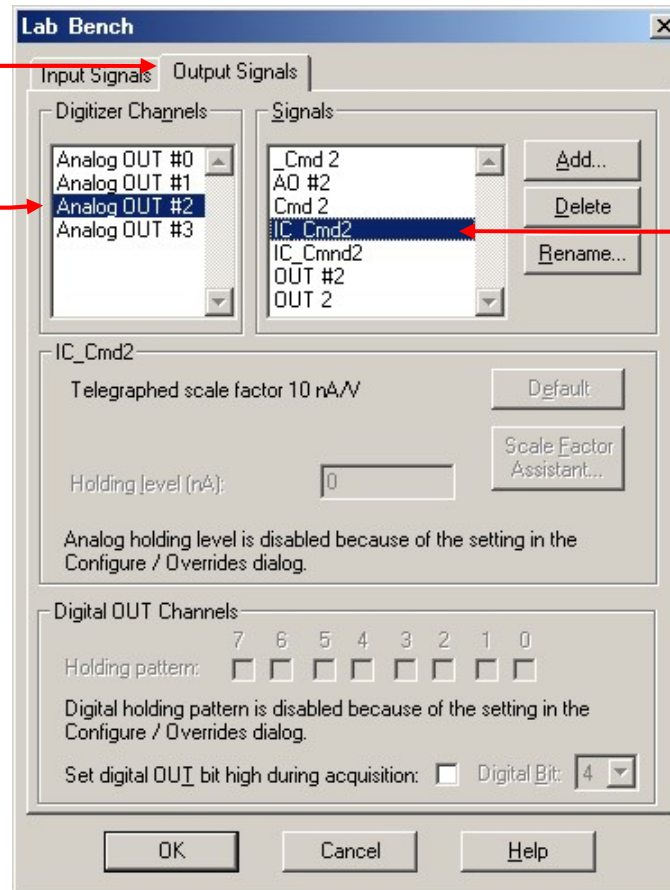 Lab Bench
Input Signals
Output Signals
Digitizer Channels
Analog OUT #0
Analog OUT #1
Analog OUT #2
Analog OUT #3
Signals
_Cmd 2
AO #2
Cmd 2
IC_Cmd2
IC_Cmnd2
OUT #2
OUT 2
Add...
Delete
Rename...
IC_Cmd2
Telegraphed scale factor 10 nA/V
Default
Scale Factor
Assistant...
Holding level (nA):
0
Analog holding level is disabled because of the setting in the
Configure / Overrides dialog.
Digital OUT Channels
7 6 5 4 3 2 1 0
Holding pattern:
Digital holding pattern is disabled because of the setting in the
Configure / Overrides dialog.
Set digital OUT bit high during acquisition:
Digital Bit:
4
OK
Cancel
Help